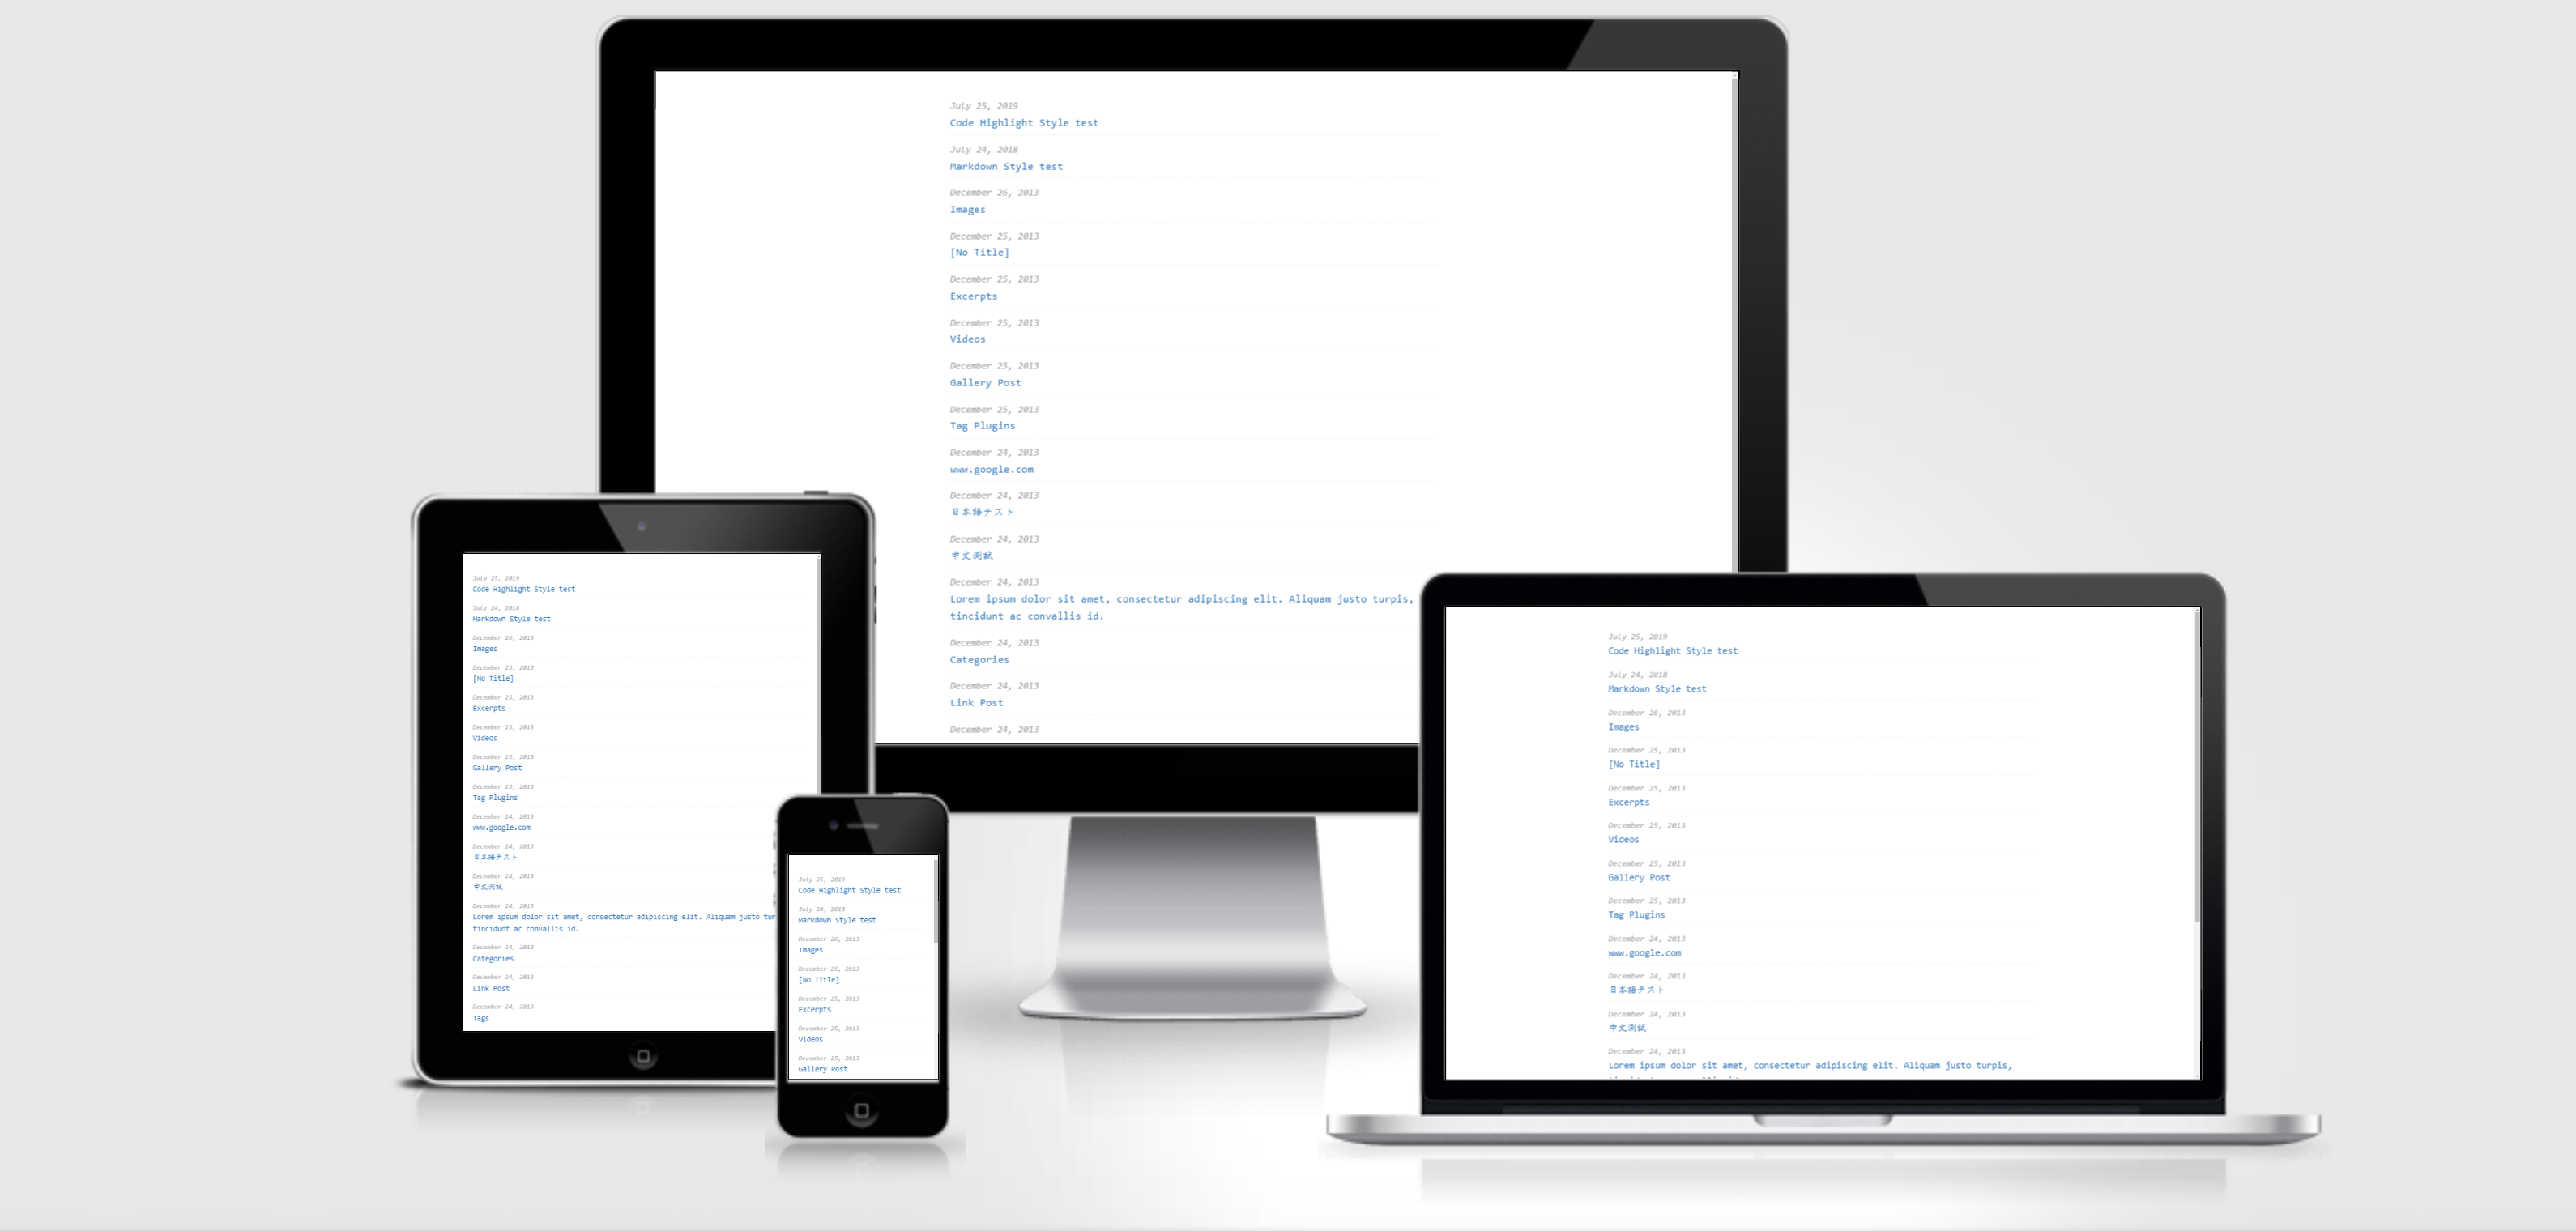 July 25, 2019
Code Highlight Style test
July 24, 2018
Markdown Style test
December 26, 2013
Images
December 25, 2013
[No Title]
December 25, 2013
Excerpts
December 25, 2013
Videos
December 25, 2013
Gallery Post
December 25, 2013
Tag Plugins
December 24, 2013
www.google.com
December 24, 2013
日本語テスト
December 24, 2013
中文測試
December 24, 2013
Lorem ipsum dolor sit amet, consectetur adipiscing elit. Aliquam justo turpis,
tincidunt ac convallis id.
December 24, 2013
Categories
December 24, 2013
Link Post
December 24, 2013
July 25, 2019
Code Highlight Style test
July 24, 2018
Markdown Style test
December 26, 2013
Images
December 25, 2013
[No Title]
December 25, 2013
Excerpts
December 25, 2013
Videos
December 25, 2013
Gallery Post
December 25, 2013
Tag Plugins
December 24, 2013
www.google.com
December 24, 2013
日本語テスト
December 24, 2013
中文測試
December 24, 2013
Lorem ipsum dolor sit amet, consectetur adipiscing elit. Aliquam justo tur
tincidunt ac convallis id.
December 24, 2013
Categories
December 24, 2013
Link Post
December 24, 2013
Tags
July 25, 2019
Code Highlight Style test
July 24, 2018
Markdown Style test
December 26, 2013
Images
December 25, 2013
[No Title]
December 25, 2013
Excerpts
December 25, 2013
Videos
December 25, 2013
Gallery Post
July 25, 2019
Code Highlight Style test
July 24, 2018
Markdown Style test
December 26, 2013
Images
December 25, 2013
[No Title]
December 25, 2013
Excerpts
December 25, 2013
Videos
December 25, 2013
Gallery Post
December 25, 2013
Tag Plugins
December 24, 2013
www.google.com
December 24, 2013
日本語テスト
December 24, 2013
中文測試
December 24, 2013
Lorem ipsum dolor sit amet, consectetur adipiscing elit. Aliquam justo turpis,